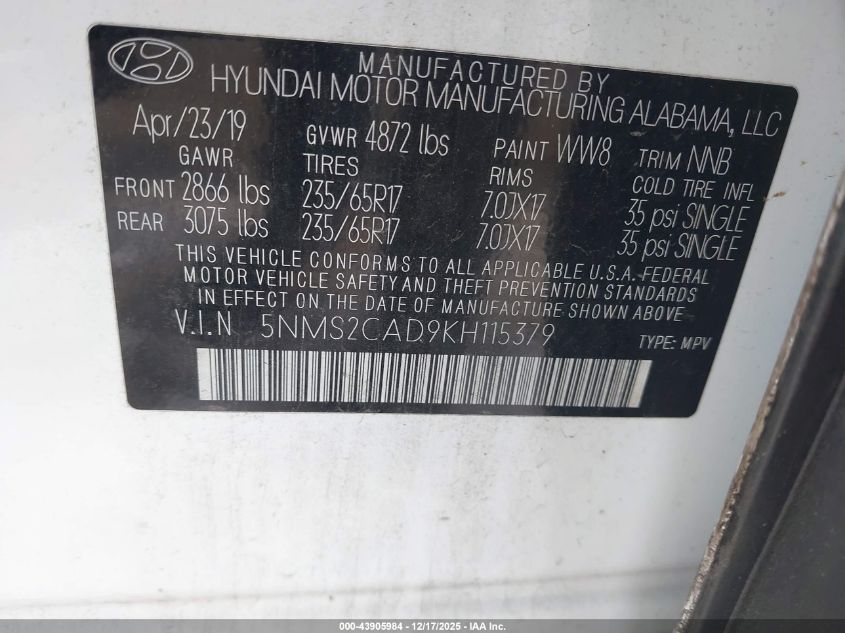 MANUFACTURED BY
HYUNDAI MOTOR MANUFACTURING ALABAMA, LLC
Apr/23/19 GVWR 4872 lbs PAINT WW8 TRIM NNB
GAWR TIRES RIMS COLD TIRE INFL
FRONT 2866 lbs 235/65R17 7.0JX17 35 psi SINGLE
REAR 3075 lbs 235/65R17 7.0JX17 35 psi SINGLE
THIS VEHICLE CONFORMS TO ALL APPLICABLE U.S.A. FEDERAL
MOTOR VEHICLE SAFETY AND THEFT PREVENTION STANDARDS
IN EFFECT ON THE DATE OF MANUFACTURE SHOWN ABOVE.
V.I.N 5NMS2CAD9KH115379 TYPE: MPV
000-43905984 - 12/17/2025 - IAA Inc.